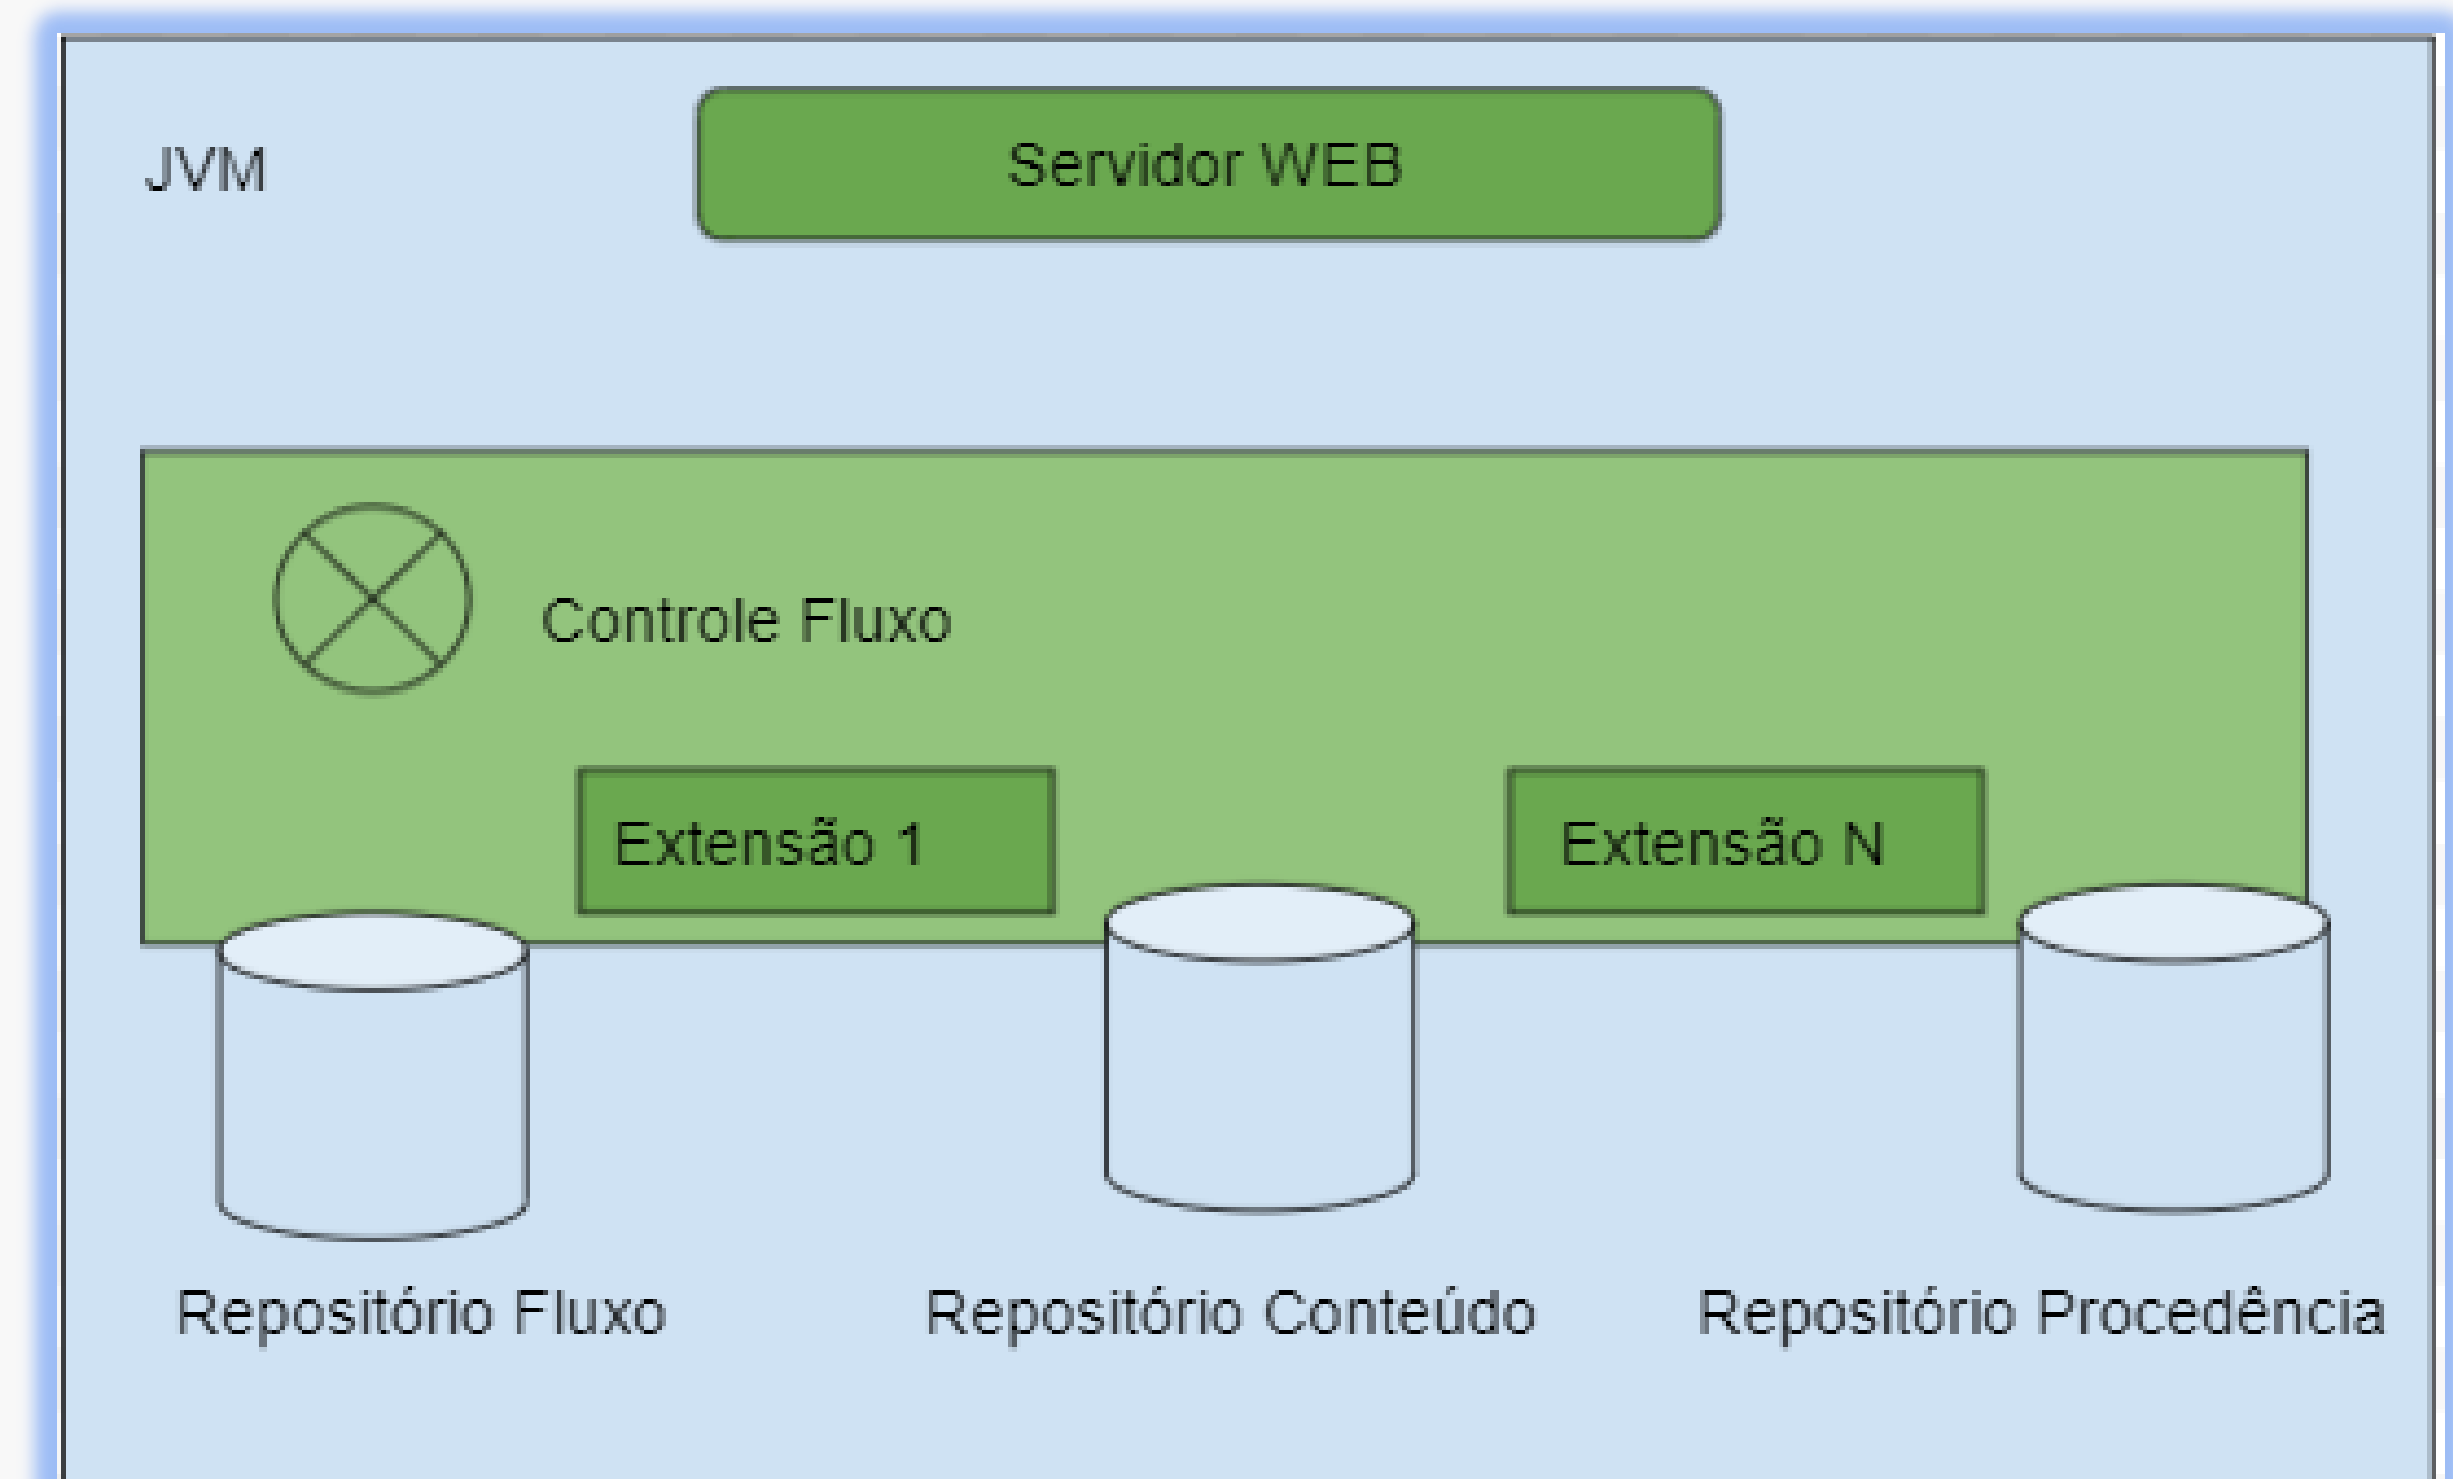 JVM
Servidor WEB
Controle Fluxo
Extensão 1
Extensão N
Repositório Fluxo
Repositório Conteúdo
Repositório Procedência